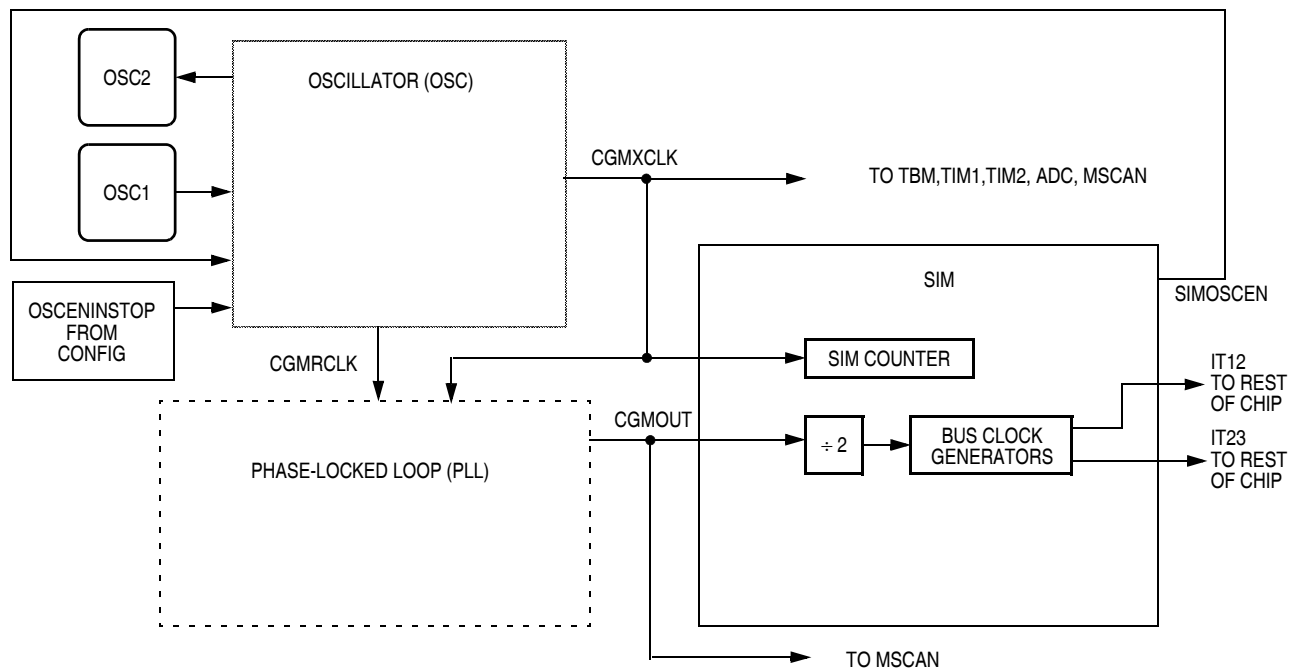 OSC2
OSCILLATOR (OSC)
CGMXCLK
OSC1
TO TBM,TIM1,TIM2, ADC, MSCAN
SIM
SIMOSCEN
OSCENINSTOP
FROM
CONFIG
CGMRCLK
SIM COUNTER
IT12
TO REST
OF CHIP
CGMOUT
÷ 2
BUS CLOCK
GENERATORS
IT23
TO REST
OF CHIP
PHASE-LOCKED LOOP (PLL)
TO MSCAN